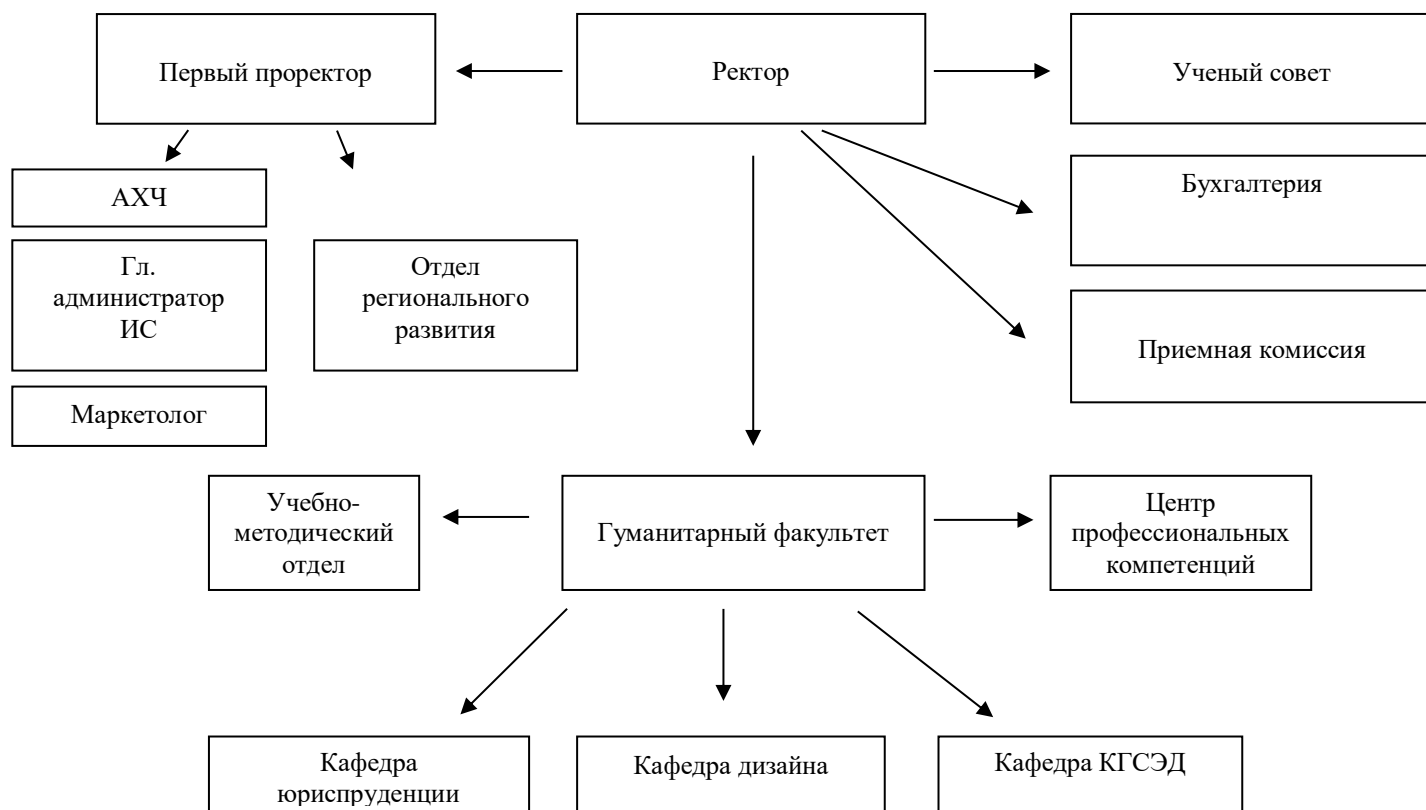 Первый проректор
Ректор
Ученый совет
АХЧ
Бухгалтерия
Гл.
администратор
ИС
Отдел
регионального
развития
Приемная комиссия
Маркетолог
Учебно-
методический
отдел
Гуманитарный факультет
Центр
профессиональных
компетенций
Кафедра
юриспруденции
Кафедра дизайна
Кафедра КГСЭД